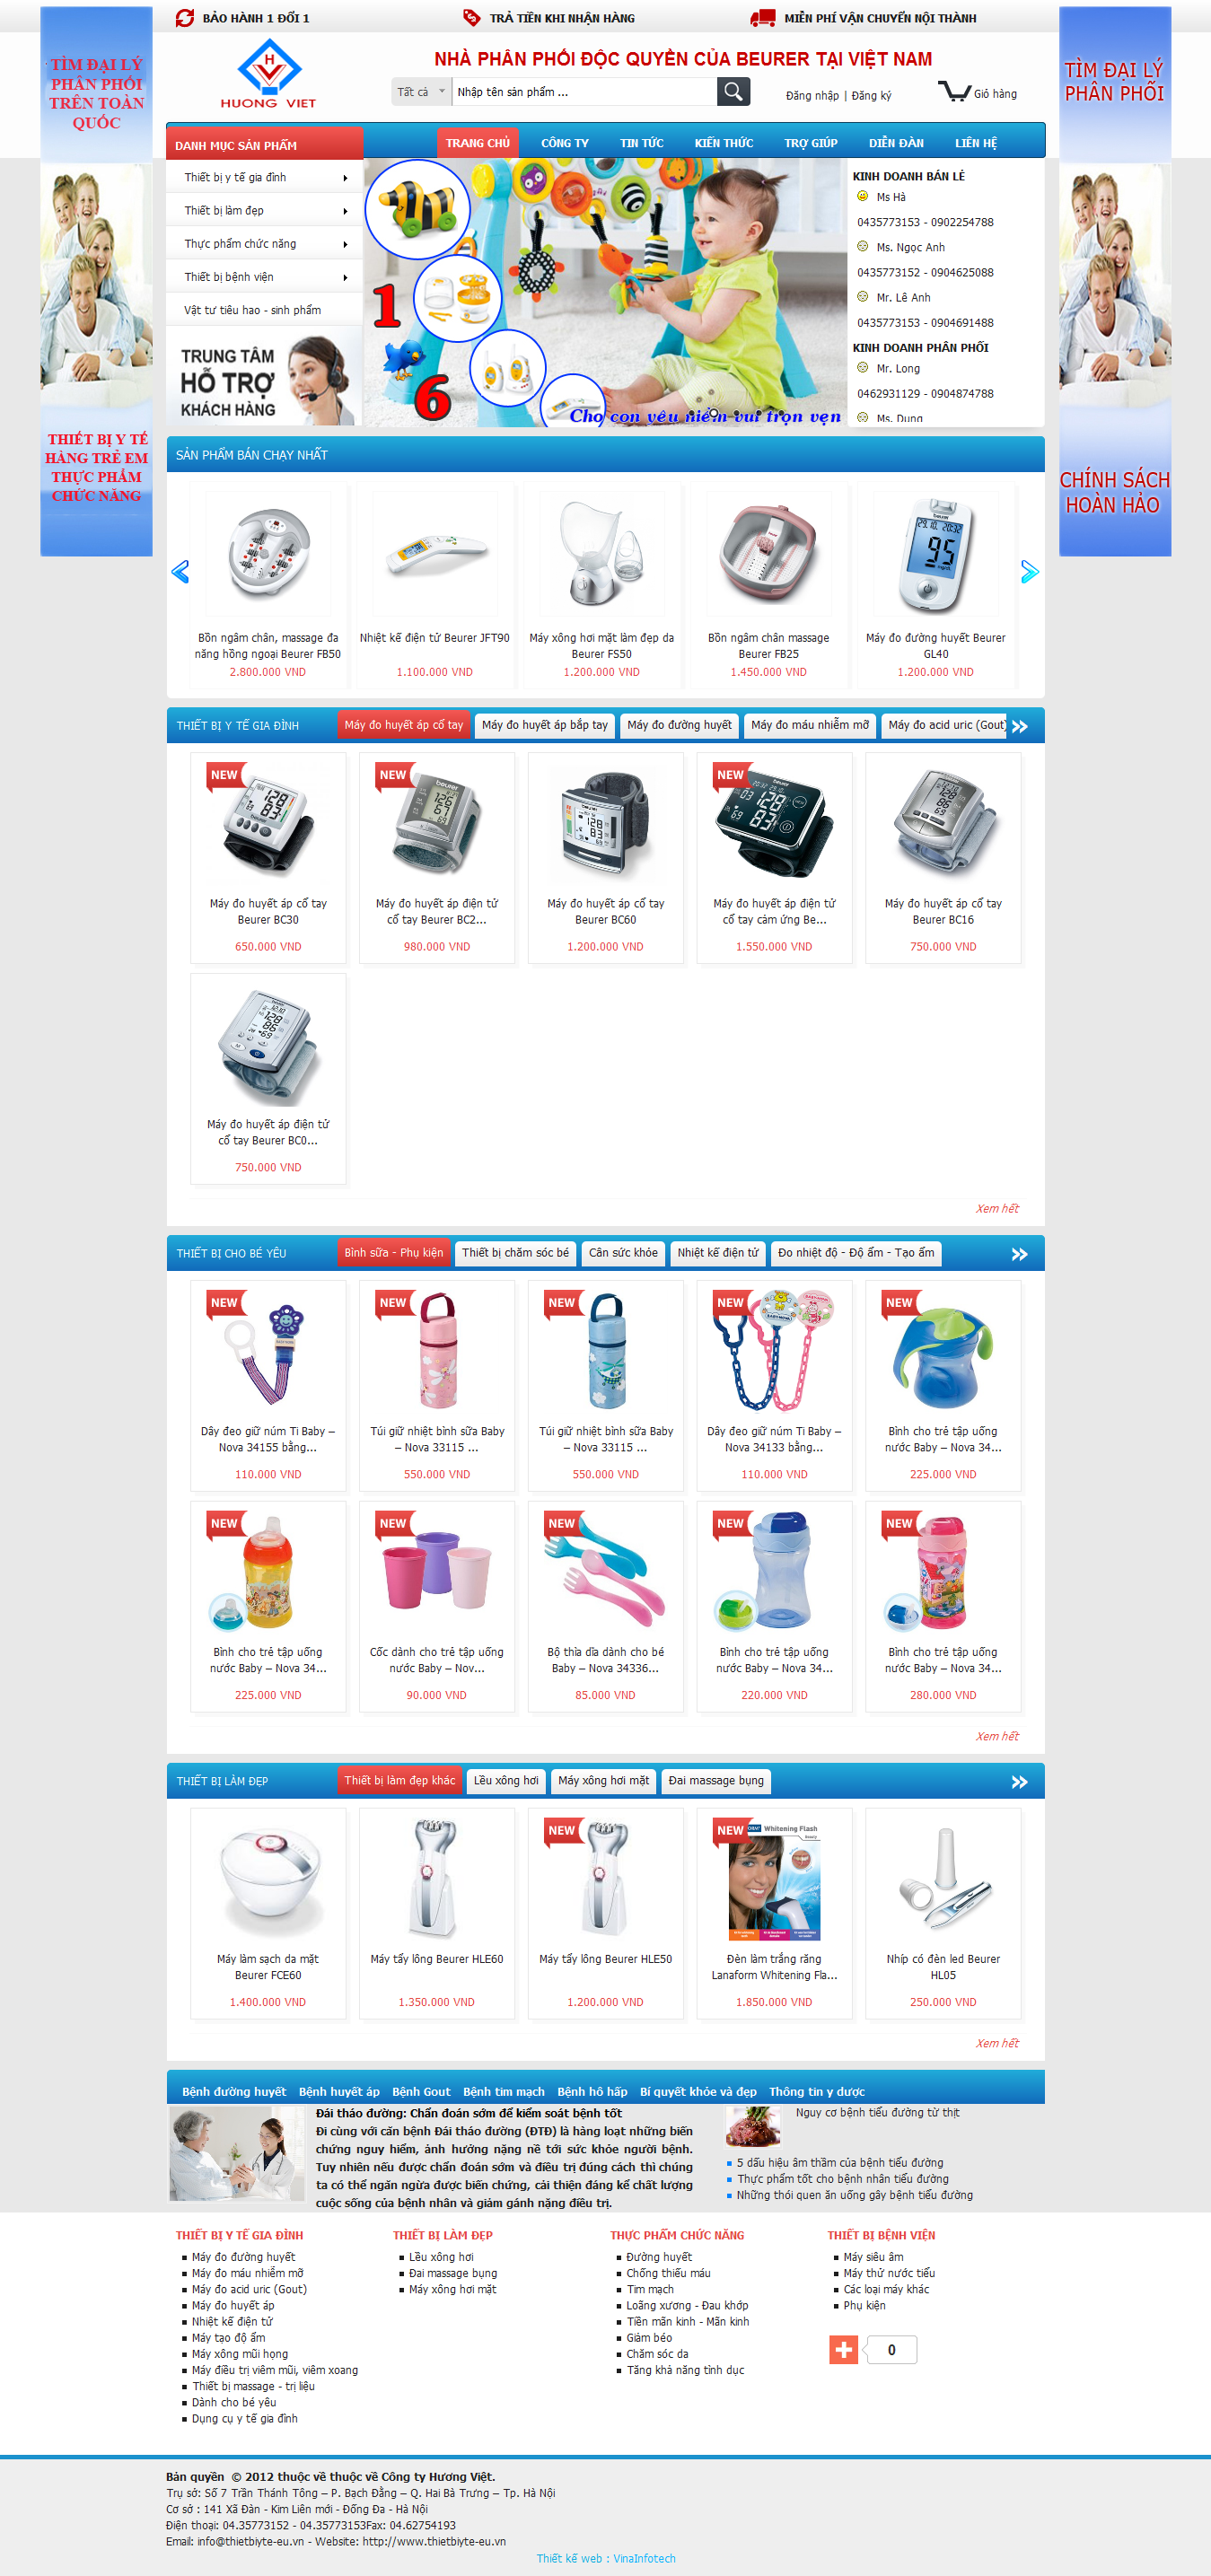 BẢO HÀNH 1 ĐỔI 1
TRẢ TIỀN KHI NHẬN HÀNG
MIỄN PHÍ VẬN CHUYỂN NỘI THÀNH
TÌM ĐẠI LÝ
PHÂN PHỐI
TRÊN TOÀN
QUỐC
THIẾT BỊ Y TẾ
HÀNG TRẺ EM
THỰC PHẨM
CHỨC NĂNG
TÌM ĐẠI LÝ
PHÂN PHỐI
CHÍNH SÁCH
HOÀN HẢO
HV
HUONG VIET
NHÀ PHÂN PHỐI ĐỘC QUYỀN CỦA BEURER TẠI VIỆT NAM
Tất cả
Nhập tên sản phẩm ...
Đăng nhập | Đăng ký
Giỏ hàng
DANH MỤC SẢN PHẨM
TRANG CHỦ
CÔNG TY
TIN TỨC
KIẾN THỨC
TRỢ GIÚP
DIỄN ĐÀN
LIÊN HỆ
Thiết bị y tế gia đình
Thiết bị làm đẹp
Thực phẩm chức năng
Thiết bị bệnh viện
Vật tư tiêu hao - sinh phẩm
TRUNG TÂM
HỖ TRỢ
KHÁCH HÀNG
1
6
Cho con yêu niềm vui trọn vẹn
KINH DOANH BÁN LẺ
Ms Hà
0435773153 - 0902254788
Ms. Ngọc Anh
0435773152 - 0904625088
Mr. Lê Anh
0435773153 - 0904691488
KINH DOANH PHÂN PHỐI
Mr. Long
0462931129 - 0904874788
Ms. Dung
SẢN PHẨM BÁN CHẠY NHẤT
Bồn ngâm chân, massage đa
năng hồng ngoại Beurer FB50
2.800.000 VND
Nhiệt kế điện tử Beurer JFT90
1.100.000 VND
Máy xông hơi mặt làm đẹp da
Beurer FS50
1.200.000 VND
Bồn ngâm chân massage
Beurer FB25
1.450.000 VND
Máy đo đường huyết Beurer
GL40
1.200.000 VND
THIẾT BỊ Y TẾ GIA ĐÌNH
Máy đo huyết áp cổ tay
Máy đo huyết áp bắp tay
Máy đo đường huyết
Máy đo máu nhiễm mỡ
Máy đo acid uric (Gout)
NEW
Máy đo huyết áp cổ tay
Beurer BC30
650.000 VND
NEW
Máy đo huyết áp điện tử
cổ tay Beurer BC2...
980.000 VND
Máy đo huyết áp cổ tay
Beurer BC60
1.200.000 VND
NEW
Máy đo huyết áp điện tử
cổ tay cảm ứng Be...
1.550.000 VND
Máy đo huyết áp cổ tay
Beurer BC16
750.000 VND
Máy đo huyết áp điện tử
cổ tay Beurer BC0...
750.000 VND
Xem hết
THIẾT BỊ CHO BÉ YÊU
Bình sữa - Phụ kiện
Thiết bị chăm sóc bé
Cân sức khỏe
Nhiệt kế điện tử
Đo nhiệt độ - Độ ẩm - Tạo ẩm
NEW
Dây đeo giữ núm Ti Baby –
Nova 34155 bằng...
110.000 VND
NEW
Túi giữ nhiệt bình sữa Baby
– Nova 33115 ...
550.000 VND
NEW
Túi giữ nhiệt bình sữa Baby
– Nova 33115 ...
550.000 VND
NEW
Dây đeo giữ núm Ti Baby –
Nova 34133 bằng...
110.000 VND
NEW
Bình cho trẻ tập uống
nước Baby – Nova 34...
225.000 VND
NEW
Bình cho trẻ tập uống
nước Baby – Nova 34...
225.000 VND
NEW
Cốc dành cho trẻ tập uống
nước Baby – Nov...
90.000 VND
NEW
Bộ thìa dĩa dành cho bé
Baby – Nova 34336...
85.000 VND
NEW
Bình cho trẻ tập uống
nước Baby – Nova 34...
220.000 VND
NEW
Bình cho trẻ tập uống
nước Baby – Nova 34...
280.000 VND
Xem hết
THIẾT BỊ LÀM ĐẸP
Thiết bị làm đẹp khác
Lều xông hơi
Máy xông hơi mặt
Đai massage bụng
Máy làm sạch da mặt
Beurer FCE60
1.400.000 VND
Máy tẩy lông Beurer HLE60
1.350.000 VND
NEW
Máy tẩy lông Beurer HLE50
1.200.000 VND
NEW
Whitening Flash
Đèn làm trắng răng
Lanaform Whitening Fla...
1.850.000 VND
Nhíp có đèn led Beurer
HL05
250.000 VND
Xem hết
Bệnh đường huyết
Bệnh huyết áp
Bệnh Gout
Bệnh tim mạch
Bệnh hô hấp
Bí quyết khỏe và đẹp
Thông tin y dược
Đái tháo đường: Chẩn đoán sớm để kiểm soát bệnh tốt
Đi cùng với căn bệnh Đái tháo đường (ĐTĐ) là hàng loạt những biến
chứng nguy hiểm, ảnh hưởng nặng nề tới sức khỏe người bệnh.
Tuy nhiên nếu được chẩn đoán sớm và điều trị đúng cách thì chúng
ta có thể ngăn ngừa được biến chứng, cải thiện đáng kể chất lượng
cuộc sống của bệnh nhân và giảm gánh nặng điều trị.
Nguy cơ bệnh tiểu đường từ thịt
5 dấu hiệu âm thầm của bệnh tiểu đường
Thực phẩm tốt cho bệnh nhân tiểu đường
Những thói quen ăn uống gây bệnh tiểu đường
THIẾT BỊ Y TẾ GIA ĐÌNH
Máy đo đường huyết
Máy đo máu nhiễm mỡ
Máy đo acid uric (Gout)
Máy đo huyết áp
Nhiệt kế điện tử
Máy tạo độ ẩm
Máy xông mũi họng
Máy điều trị viêm mũi, viêm xoang
Thiết bị massage - trị liệu
Dành cho bé yêu
Dụng cụ y tế gia đình
THIẾT BỊ LÀM ĐẸP
Lều xông hơi
Đai massage bụng
Máy xông hơi mặt
THỰC PHẨM CHỨC NĂNG
Đường huyết
Chống thiếu máu
Tim mạch
Loãng xương - Đau khớp
Tiền mãn kinh - Mãn kinh
Giảm béo
Chăm sóc da
Tăng khả năng tình dục
THIẾT BỊ BỆNH VIỆN
Máy siêu âm
Máy thử nước tiểu
Các loại máy khác
Phụ kiện
0
Bản quyền © 2012 thuộc về thuộc về Công ty Hương Việt.
Trụ sở: Số 7 Trần Thánh Tông – P. Bạch Đằng – Q. Hai Bà Trưng – Tp. Hà Nội
Cơ sở : 141 Xã Đàn - Kim Liên mới - Đống Đa - Hà Nội
Điện thoại: 04.35773152 - 04.35773153Fax: 04.62754193
Email: info@thietbiyte-eu.vn - Website: http://www.thietbiyte-eu.vn
Thiết kế web : VinaInfotech